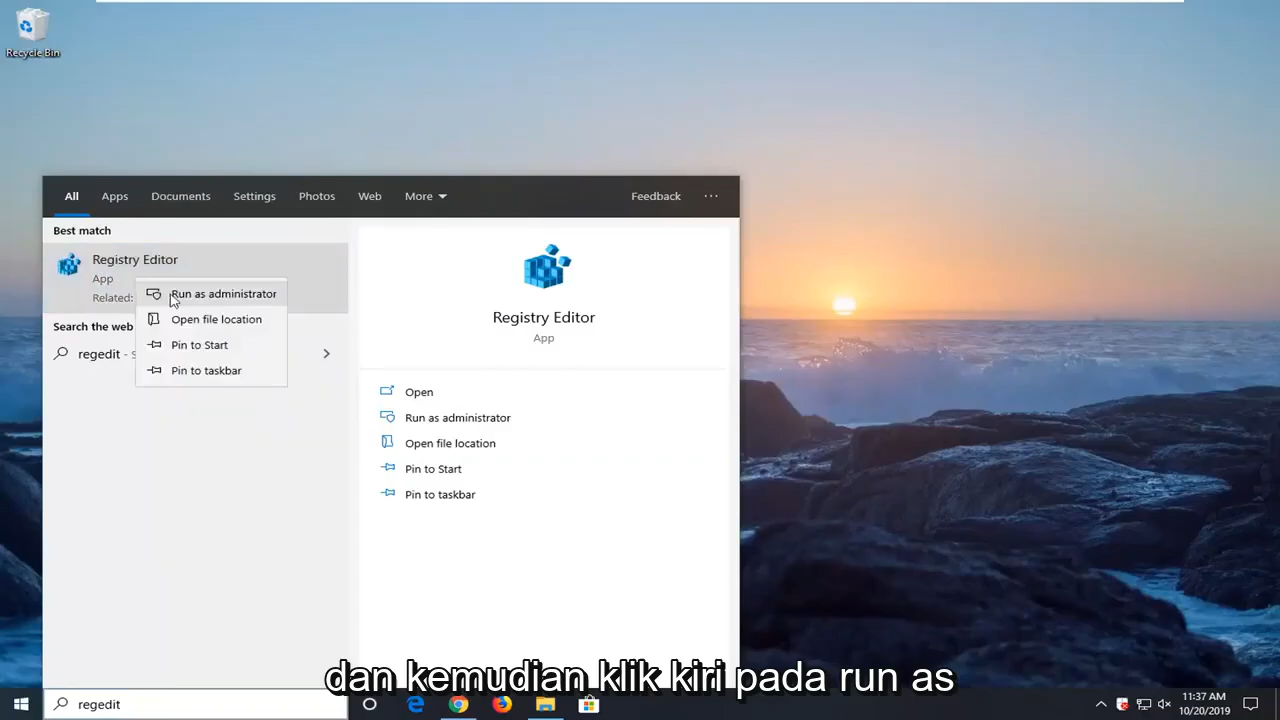 Recycle Bin
All Apps Documents Settings Photos Web More Feedback ...
Best match
Registry Editor
App
Related:
Search the web
regedit -
Run as administrator
Open file location
Pin to Start
Pin to taskbar
Registry Editor
App
Open
Run as administrator
Open file location
Pin to Start
Pin to taskbar
dan kemudian klik kiri pada run as
regedit
11:37 AM
10/20/2019